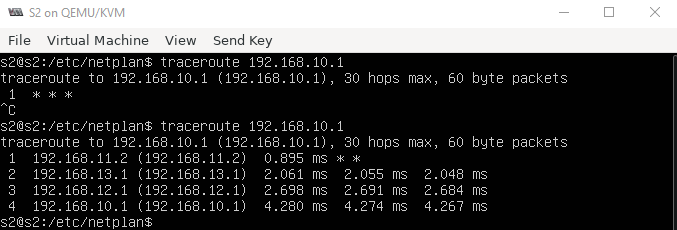 S2 on QEMU/KVM
File Virtual Machine View Send Key
s2@s2:/etc/netplan$ traceroute 192.168.10.1
traceroute to 192.168.10.1 (192.168.10.1), 30 hops max, 60 byte packets
 1  * * *
^C
s2@s2:/etc/netplan$ traceroute 192.168.10.1
traceroute to 192.168.10.1 (192.168.10.1), 30 hops max, 60 byte packets
 1  192.168.11.2 (192.168.11.2)  0.895 ms * *
 2  192.168.13.1 (192.168.13.1)  2.061 ms  2.055 ms  2.048 ms
 3  192.168.12.1 (192.168.12.1)  2.698 ms  2.691 ms  2.684 ms
 4  192.168.10.1 (192.168.10.1)  4.280 ms  4.274 ms  4.267 ms
s2@s2:/etc/netplan$